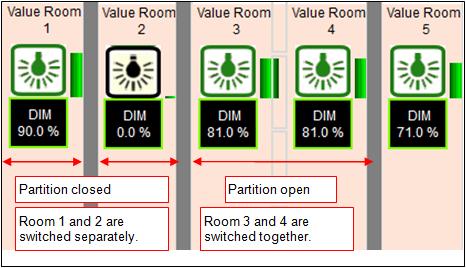 Value Room
1
Value Room
2
Value Room
3
Value Room
4
Value Room
5
DIM
90.0 %
DIM
0.0 %
DIM
81.0 %
DIM
81.0 %
DIM
71.0 %
Partition closed
Partition open
Room 1 and 2 are
switched separately.
Room 3 and 4 are
switched together.